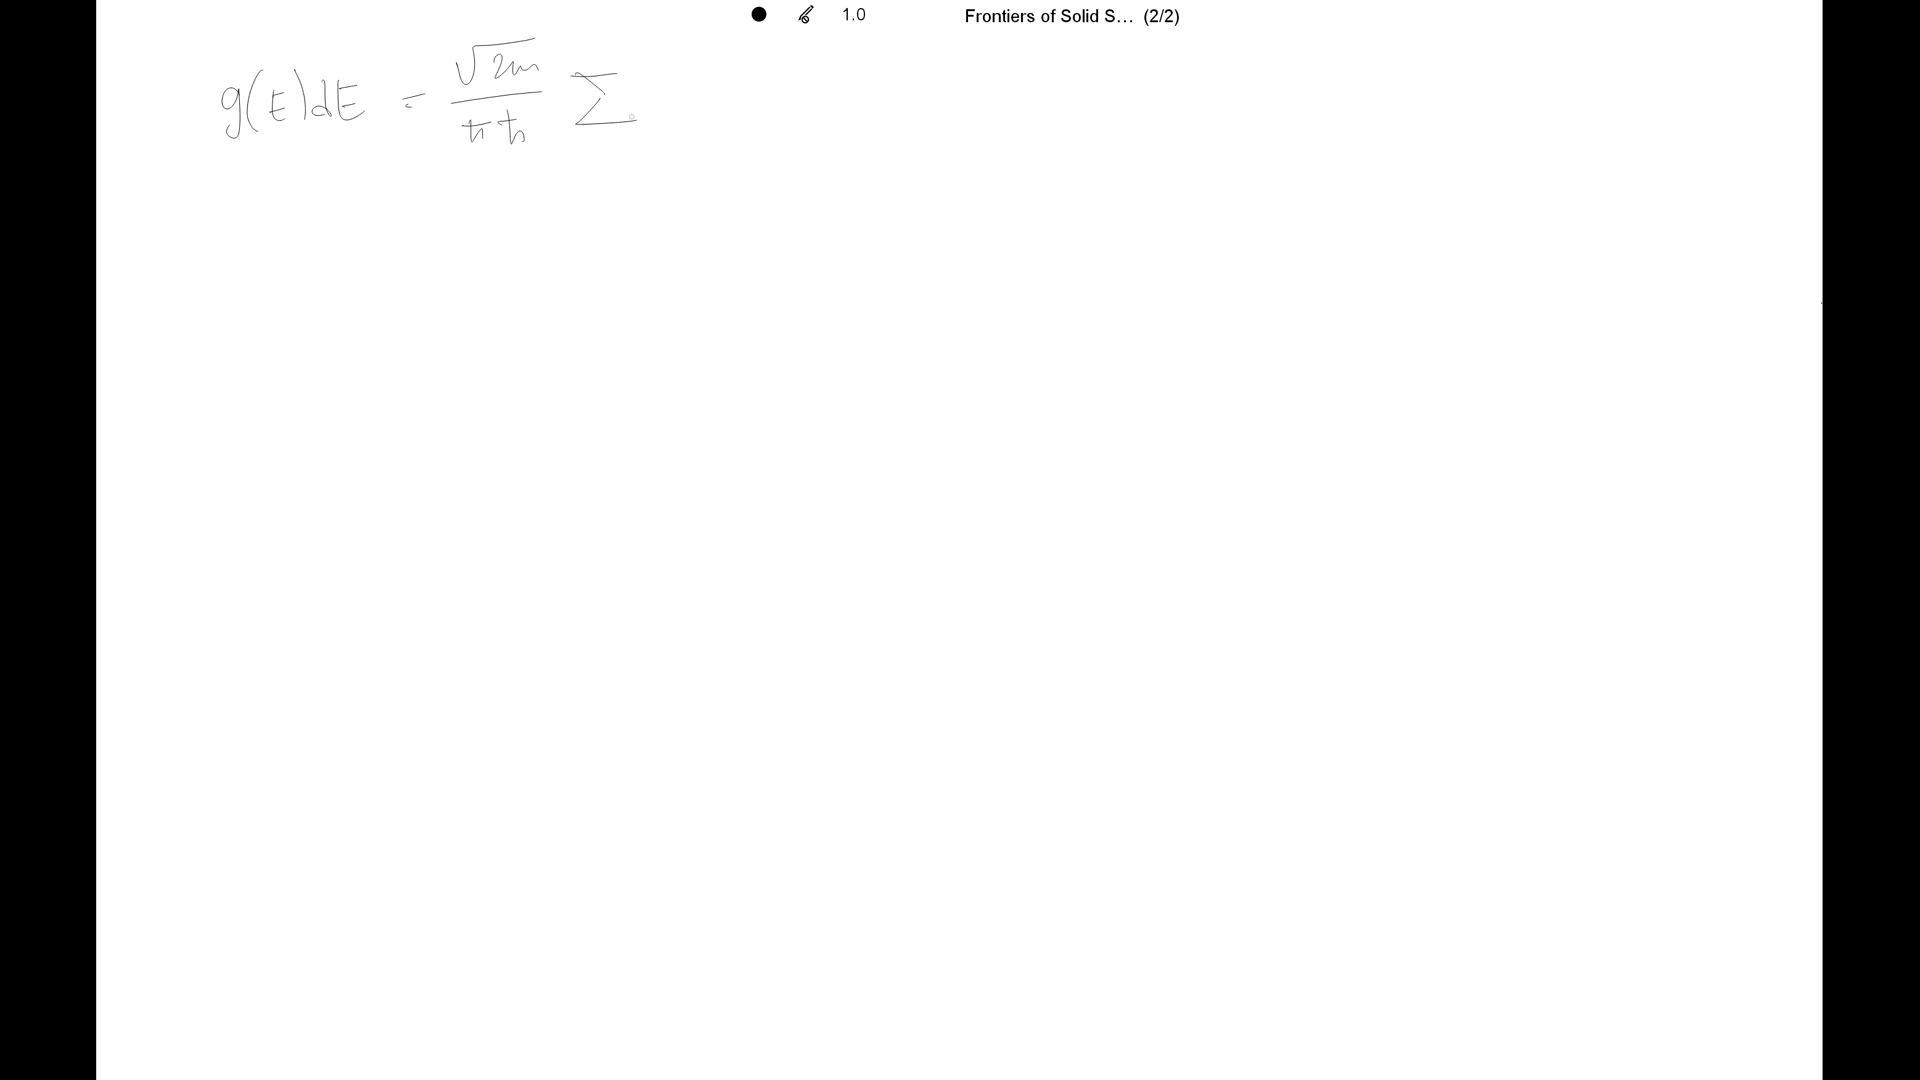 1.0 Frontiers of Solid S... (2/2)
g(E)dE = √2m / πħ Σ